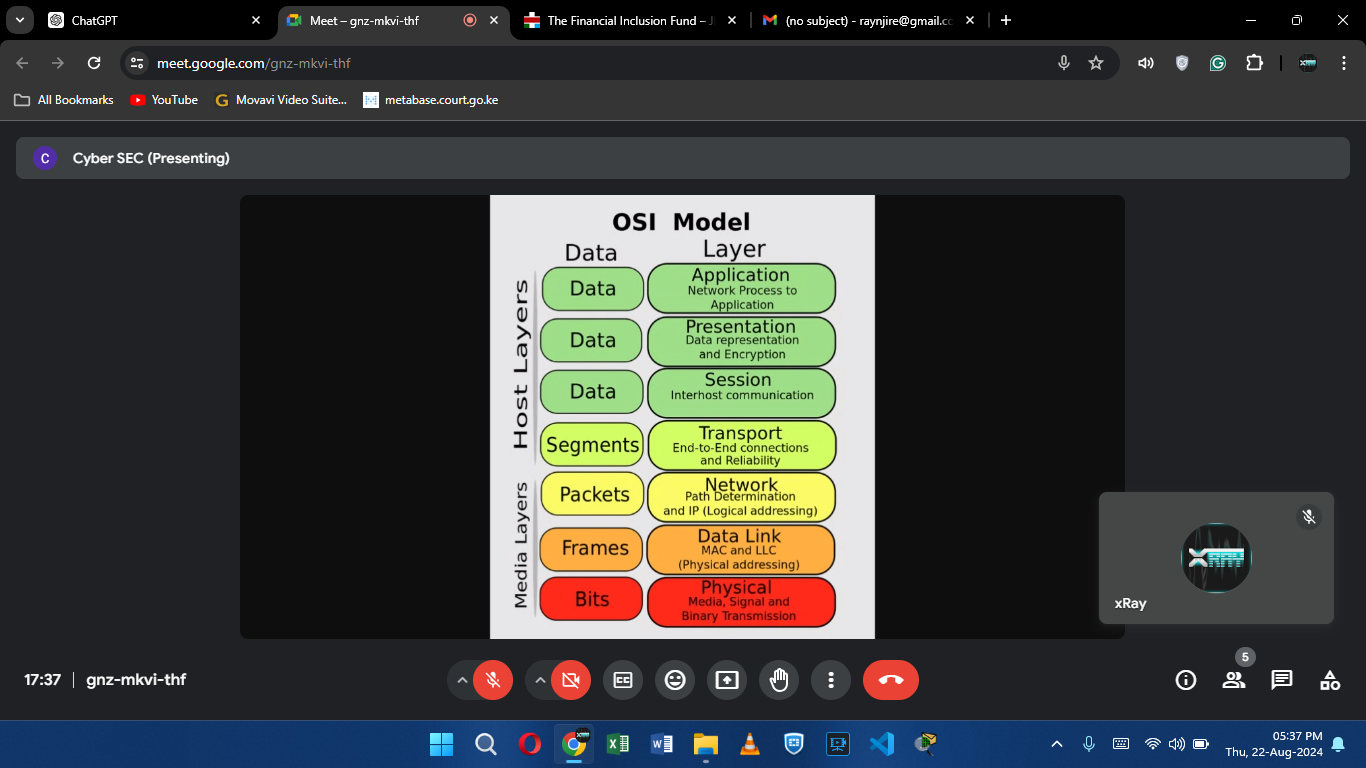 ChatGPT
Meet – gnz-mkvi-thf
The Financial Inclusion Fund –
(no subject) - raynjire@gmail.co
meet.google.com/gnz-mkvi-thf
All Bookmarks
YouTube
Movavi Video Suite...
metabase.court.go.ke
C
Cyber SEC (Presenting)
OSI Model
Data
Layer
Host Layers
Data
Application
Network Process to
Application
Data
Presentation
Data representation
and Encryption
Data
Session
Interhost communication
Segments
Transport
End-to-End connections
and Reliability
Media Layers
Packets
Network
Path Determination
and IP (Logical addressing)
Frames
Data Link
MAC and LLC
(Physical addressing)
Bits
Physical
Media, Signal and
Binary Transmission
XRAY
xRay
17:37
gnz-mkvi-thf
5
05:37 PM
Thu, 22-Aug-2024